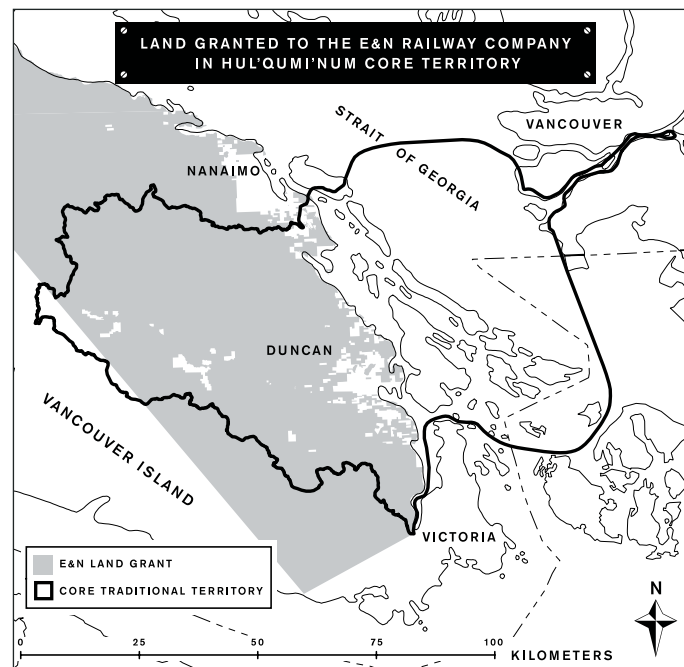 LAND GRANTED TO THE E&N RAILWAY COMPANY
IN HUL'QUMI'NUM CORE TERRITORY
STRAIT OF GEORGIA
VANCOUVER
NANAIMO
DUNCAN
VANCOUVER ISLAND
VICTORIA
E&N LAND GRANT
CORE TRADITIONAL TERRITORY
N
0 25 50 75 100
KILOMETERS